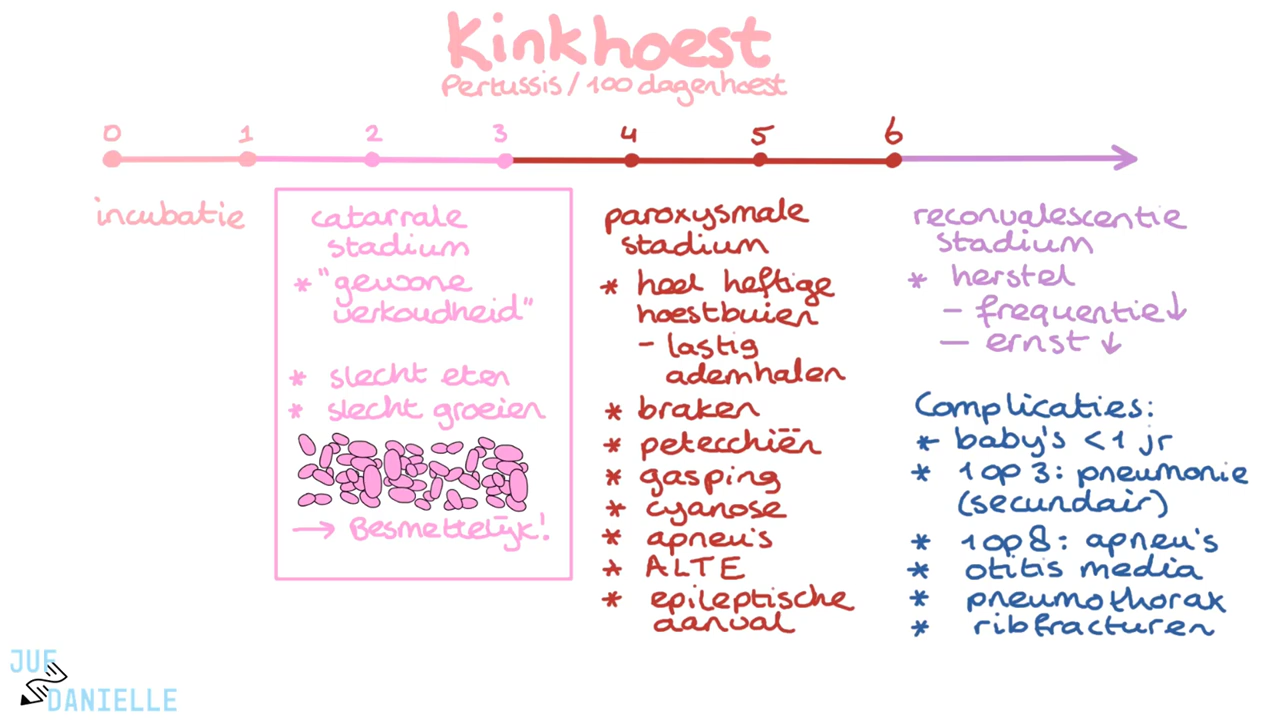 Kinkhoest
Pertussis / 100 dagenhoest
0 1 2 3 4 5 6
incubatie
catarrale
stadium
* "gewone
verkoudheid"
* slecht eten
* slecht groeien
→ Besmettelijk!
paroxysmale
stadium
* heel heftige
hoestbuien
- lastig
ademhalen
* braken
* petecchiën
* gasping
* cyanose
* apneu's
* ALTE
* epileptische
aanval
reconvalescentie
stadium
* herstel
- frequentie ↓
- ernst ↓
Complicaties:
* baby's < 1 jr
* 1 op 3: pneumonie
(secundair)
* 1 op 8: apneu's
* otitis media
* pneumothorax
* ribfracturen
JUF
DANIELLE